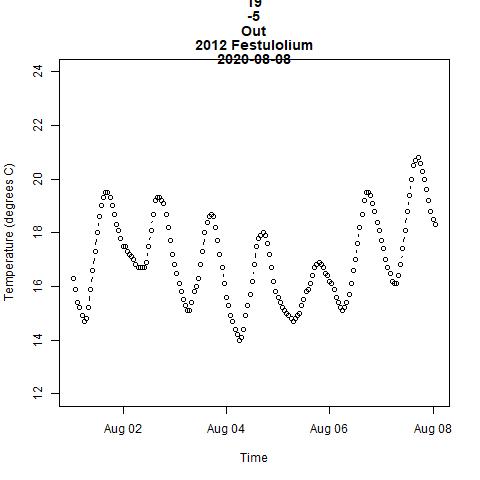 19
-5
Out
2012 Festulolium
2020-08-08
24
22
20
18
16
14
12
Temperature (degrees C)
Aug 02 Aug 04 Aug 06 Aug 08
Time